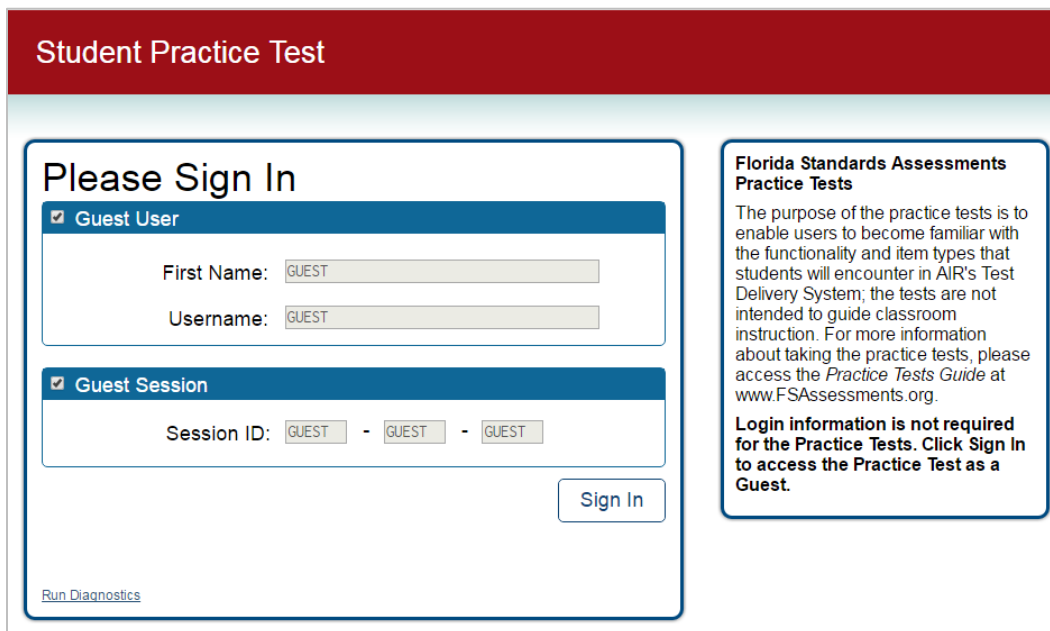 Student Practice Test
Please Sign In
Guest User
First Name: GUEST
Username: GUEST
Guest Session
Session ID: GUEST - GUEST - GUEST
Sign In
Run Diagnostics
Florida Standards Assessments
Practice Tests
The purpose of the practice tests is to
enable users to become familiar with
the functionality and item types that
students will encounter in AIR's Test
Delivery System; the tests are not
intended to guide classroom
instruction. For more information
about taking the practice tests, please
access the Practice Tests Guide at
www.FSAssessments.org.
Login information is not required
for the Practice Tests. Click Sign In
to access the Practice Test as a
Guest.